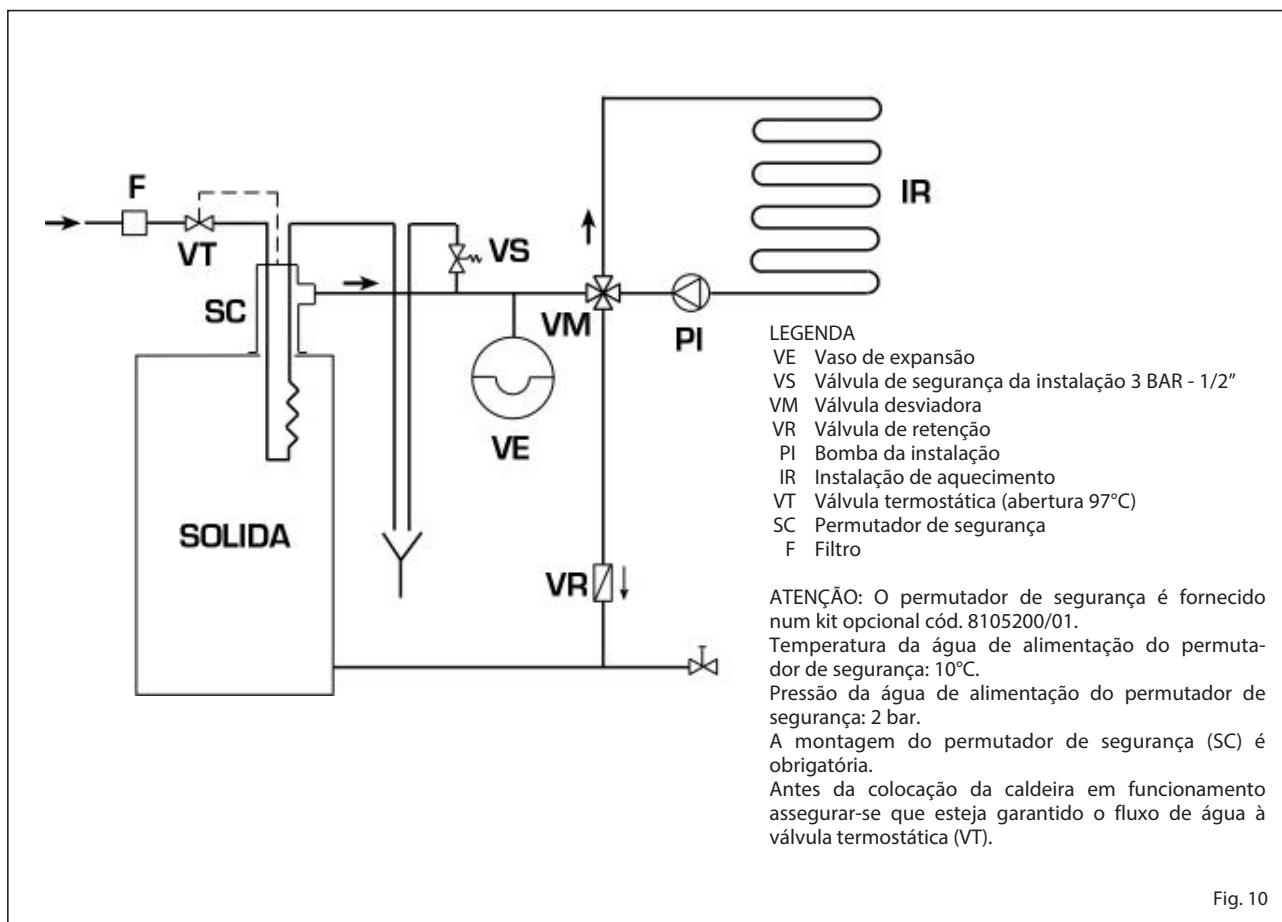 F
VT
SC
VS
VM
PI
IR
VE
SOLIDA
VR
LEGENDA
VE Vaso de expansão
VS Válvula de segurança da instalação 3 BAR - 1/2”
VM Válvula desviadora
VR Válvula de retenção
PI Bomba da instalação
IR Instalação de aquecimento
VT Válvula termostática (abertura 97°C)
SC Permutador de segurança
F Filtro
ATENÇÃO: O permutador de segurança é fornecido
num kit opcional cód. 8105200/01.
Temperatura da água de alimentação do permuta-
dor de segurança: 10°C.
Pressão da água de alimentação do permutador de
segurança: 2 bar.
A montagem do permutador de segurança (SC) é
obrigatória.
Antes da colocação da caldeira em funcionamento
assegurar-se que esteja garantido o fluxo de água à
válvula termostática (VT).
Fig. 10